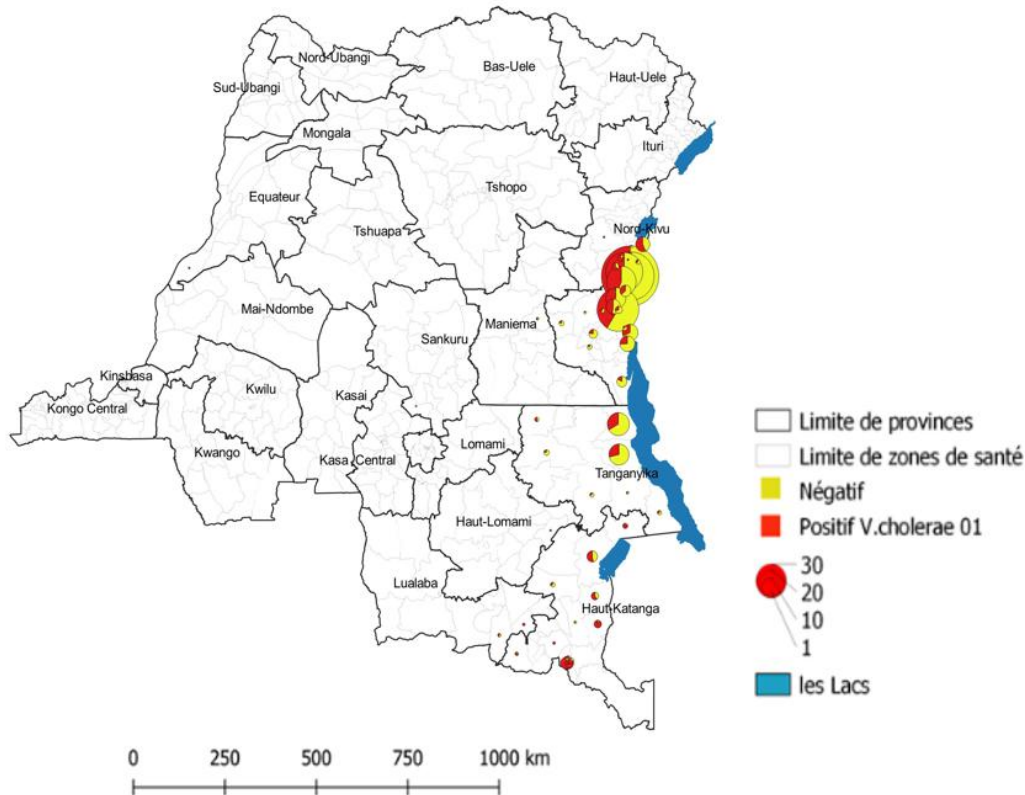 Nord-Ubangi
Bas-Uele
Haut-Uele
Sud-Ubangi
Mongala
Ituri
Tshopo
Equateur
Tshuapa
Nord-Kivu
Mai-Ndombe
Maniema
Sankuru
Kinsbasa
Kwilu
Kasai
Kongo Central
Kwango
Kasa Central
Lomami
Tanganyika
Haut-Lomami
Lualaba
Haut-Katanga
Limite de provinces
Limite de zones de santé
Négatif
Positif V.cholerae 01
30
20
10
1
les Lacs
0 250 500 750 1000 km